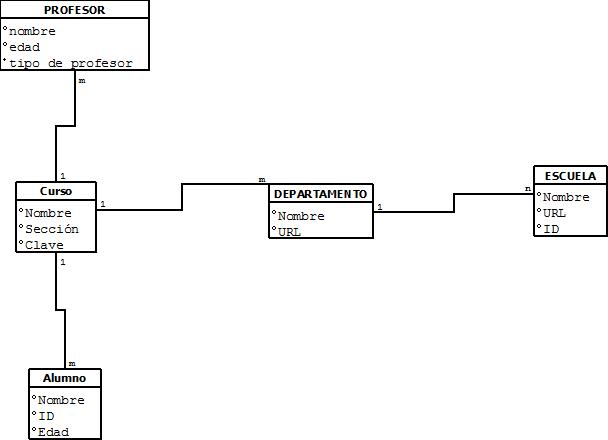 PROFESOR
nombre
edad
tipo de profesor
m
1
Curso
Nombre
Sección
Clave
1
m
DEPARTAMENTO
Nombre
URL
1
n
ESCUELA
Nombre
URL
ID
1
m
Alumno
Nombre
ID
Edad